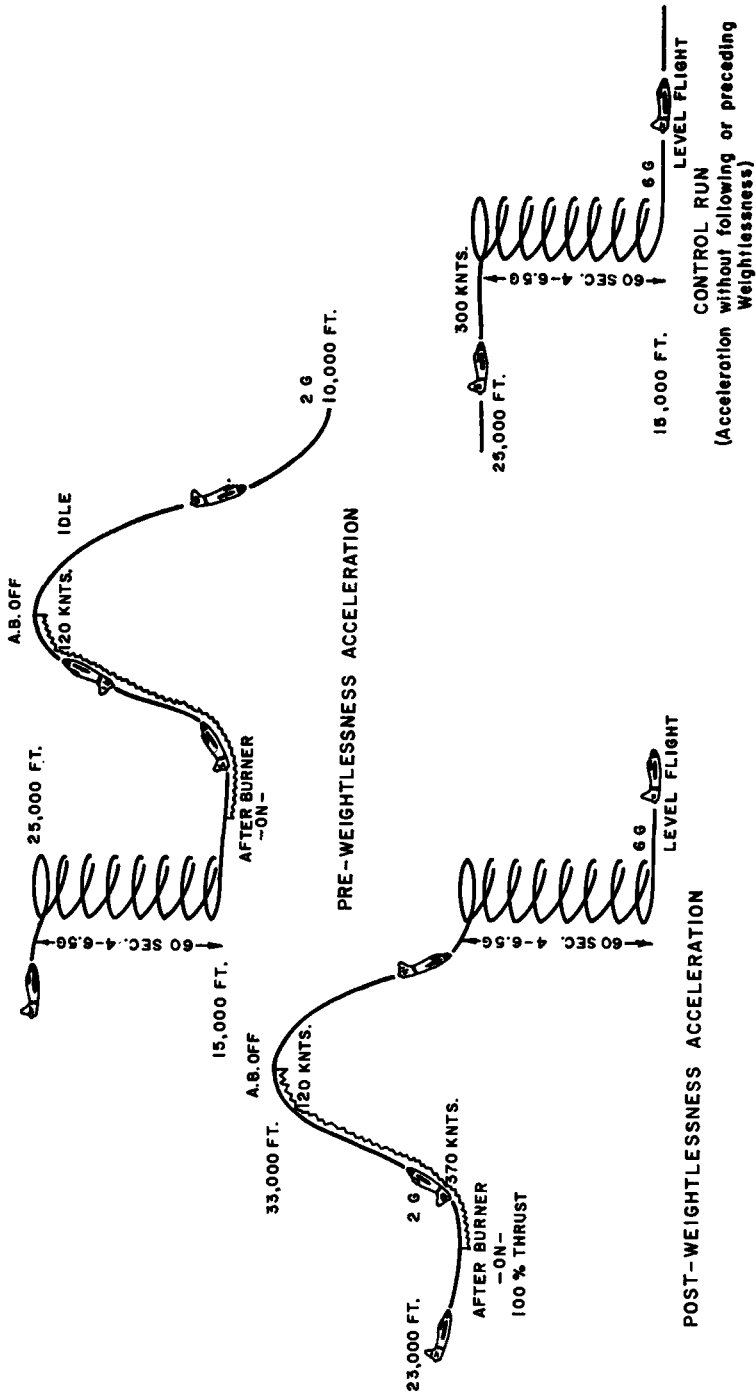 25,000 FT.
60 SEC. 4-6.5G
15,000 FT.
AFTER BURNER
-ON-
120 KNTS.
A.B. OFF
IDLE
2 G
10,000 FT.
PRE-WEIGHTLESSNESS ACCELERATION
23,000 FT.
AFTER BURNER
-ON-
100 % THRUST
2 G
370 KNTS.
33,000 FT.
120 KNTS.
A.B. OFF
60 SEC. 4-6.5G
6 G
LEVEL FLIGHT
POST-WEIGHTLESSNESS ACCELERATION
25,000 FT.
300 KNTS.
60 SEC. 4-6.5G
15,000 FT.
6 G
LEVEL FLIGHT
CONTROL RUN
(Acceleration without following or preceding
Weightlessness)